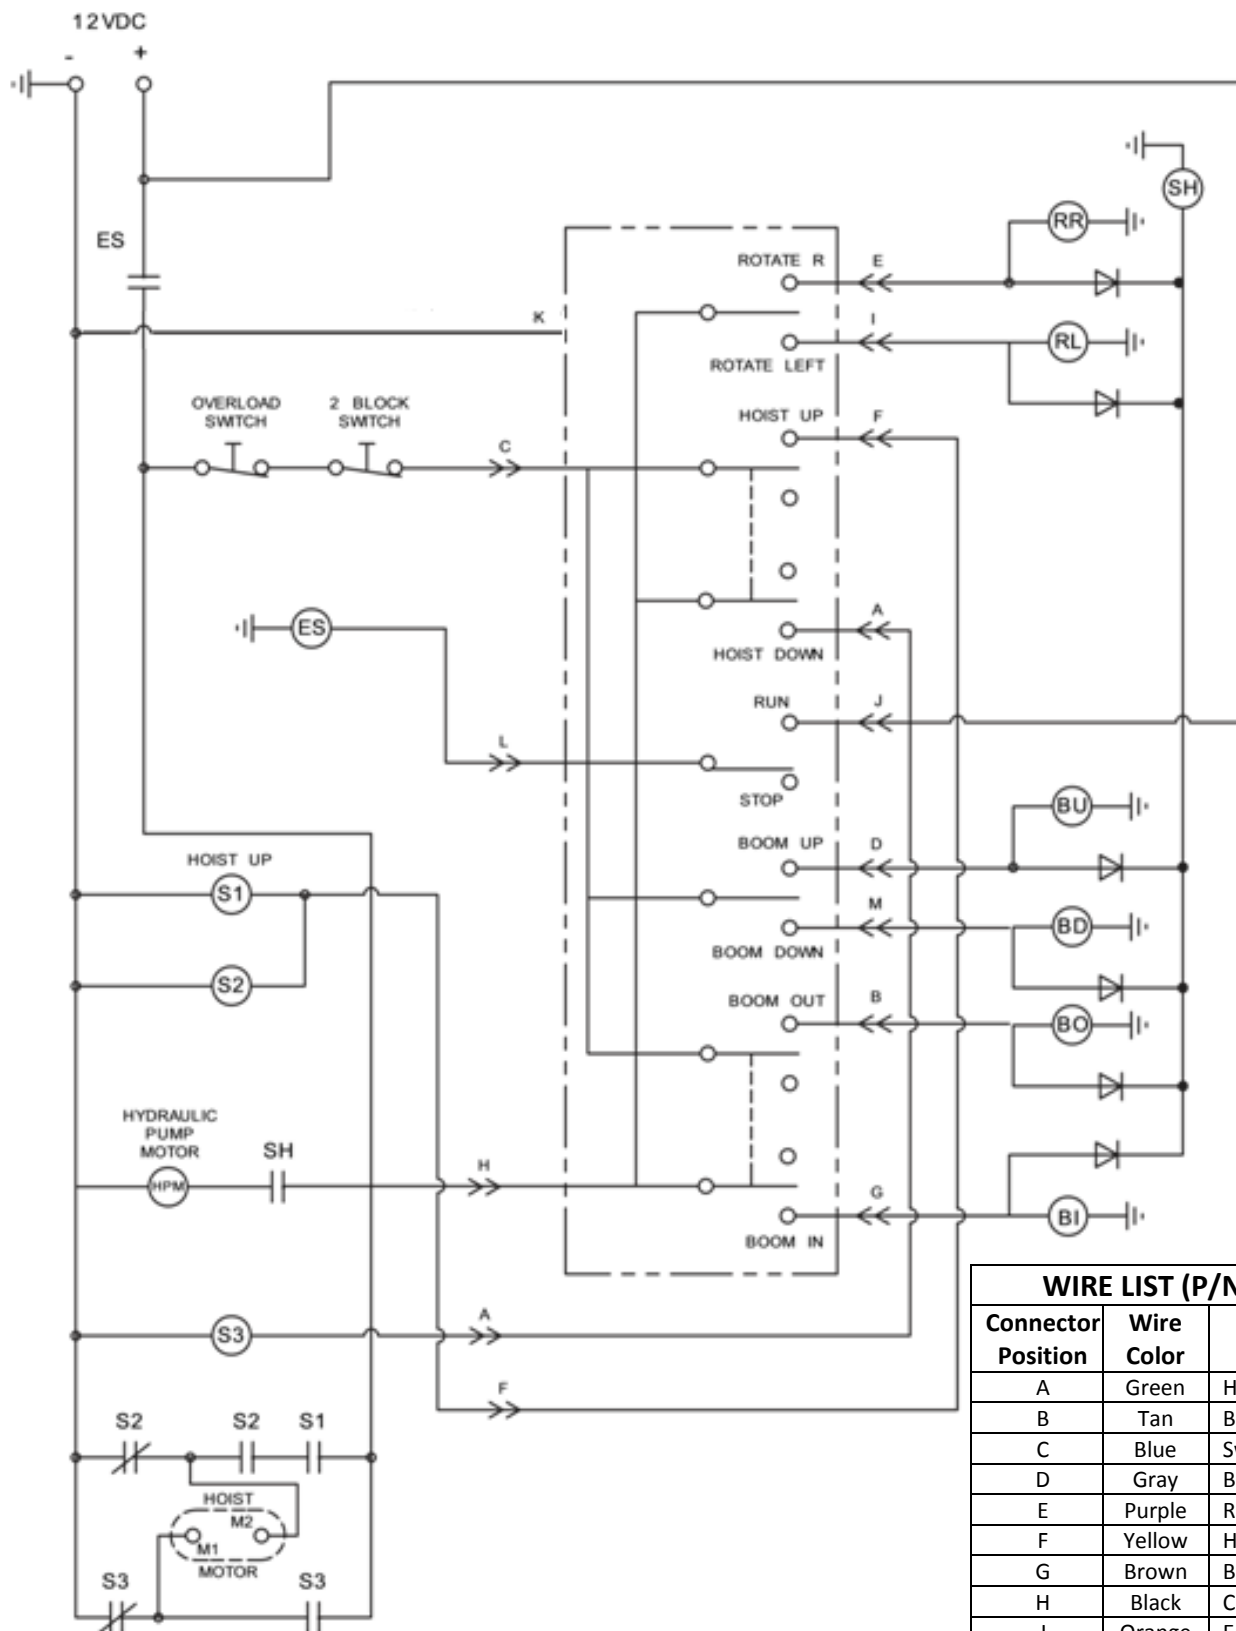 12VDC
- +
SH
RR
ES
ROTATE R E
K
I
RL
ROTATE LEFT
OVERLOAD
SWITCH
2 BLOCK
SWITCH
HOIST UP F
C
ES
A
HOIST DOWN
RUN J
L
STOP
BU
BOOM UP D
HOIST UP
S1
M
BD
BOOM DOWN
S2
BOOM OUT B
BO
HYDRAULIC
PUMP
MOTOR
SH
HPM
H
G
BI
BOOM IN
WIRE LIST (P/N
Connector
Position
Wire
Color
A
S3
A Green H
F
B Tan B
S2 S2 S1
C Blue
D Gray B
HOIST
M2
E Purple R
M1
MOTOR
F Yellow H
S3 S3
G Brown B
H Black C